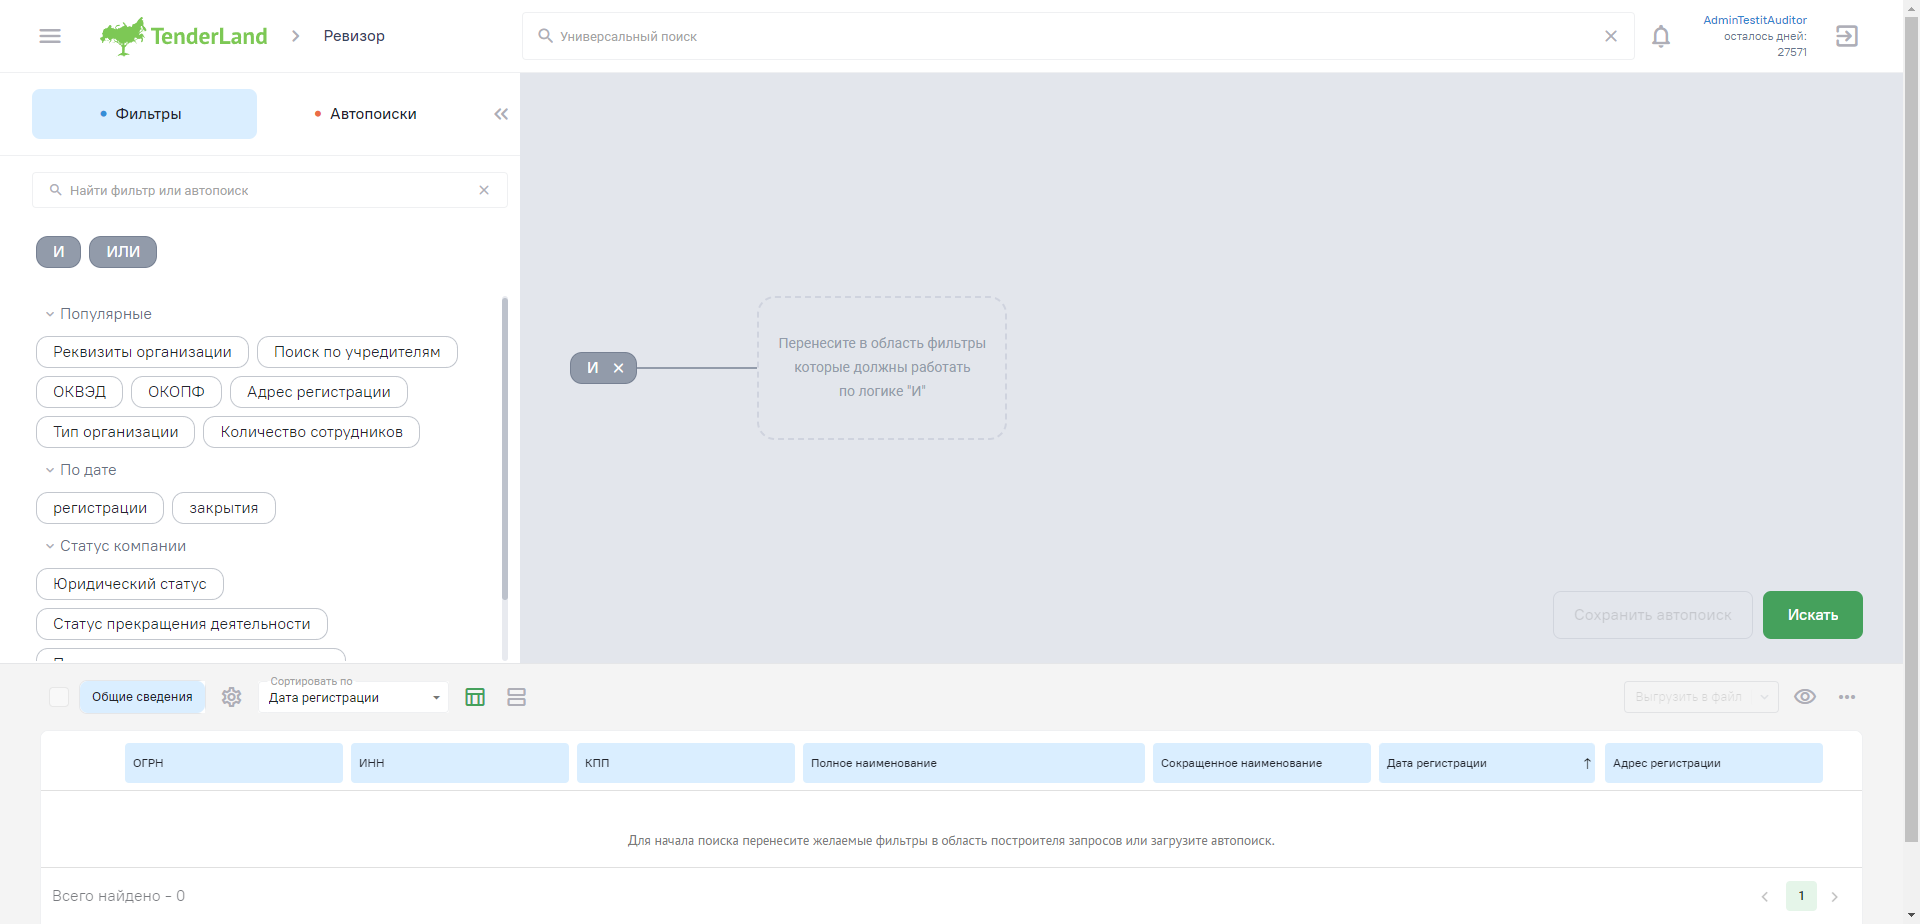 TenderLand
Ревизор
Универсальный поиск
AdminTestitAuditor
осталось дней:
27571
Фильтры
Автопоиски
Найти фильтр или автопоиск
И
ИЛИ
Популярные
Реквизиты организации
Поиск по учредителям
ОКВЭД
ОКОПФ
Адрес регистрации
Тип организации
Количество сотрудников
По дате
регистрации
закрытия
Статус компании
Юридический статус
Статус прекращения деятельности
И
Перенесите в область фильтры
которые должны работать
по логике "И"
Сохранить автопоиск
Искать
Общие сведения
Сортировать по
Дата регистрации
Выгрузить в файл
ОГРН
ИНН
КПП
Полное наименование
Сокращенное наименование
Дата регистрации
Адрес регистрации
Для начала поиска перенесите желаемые фильтры в область построителя запросов или загрузите автопоиск.
Всего найдено - 0
1